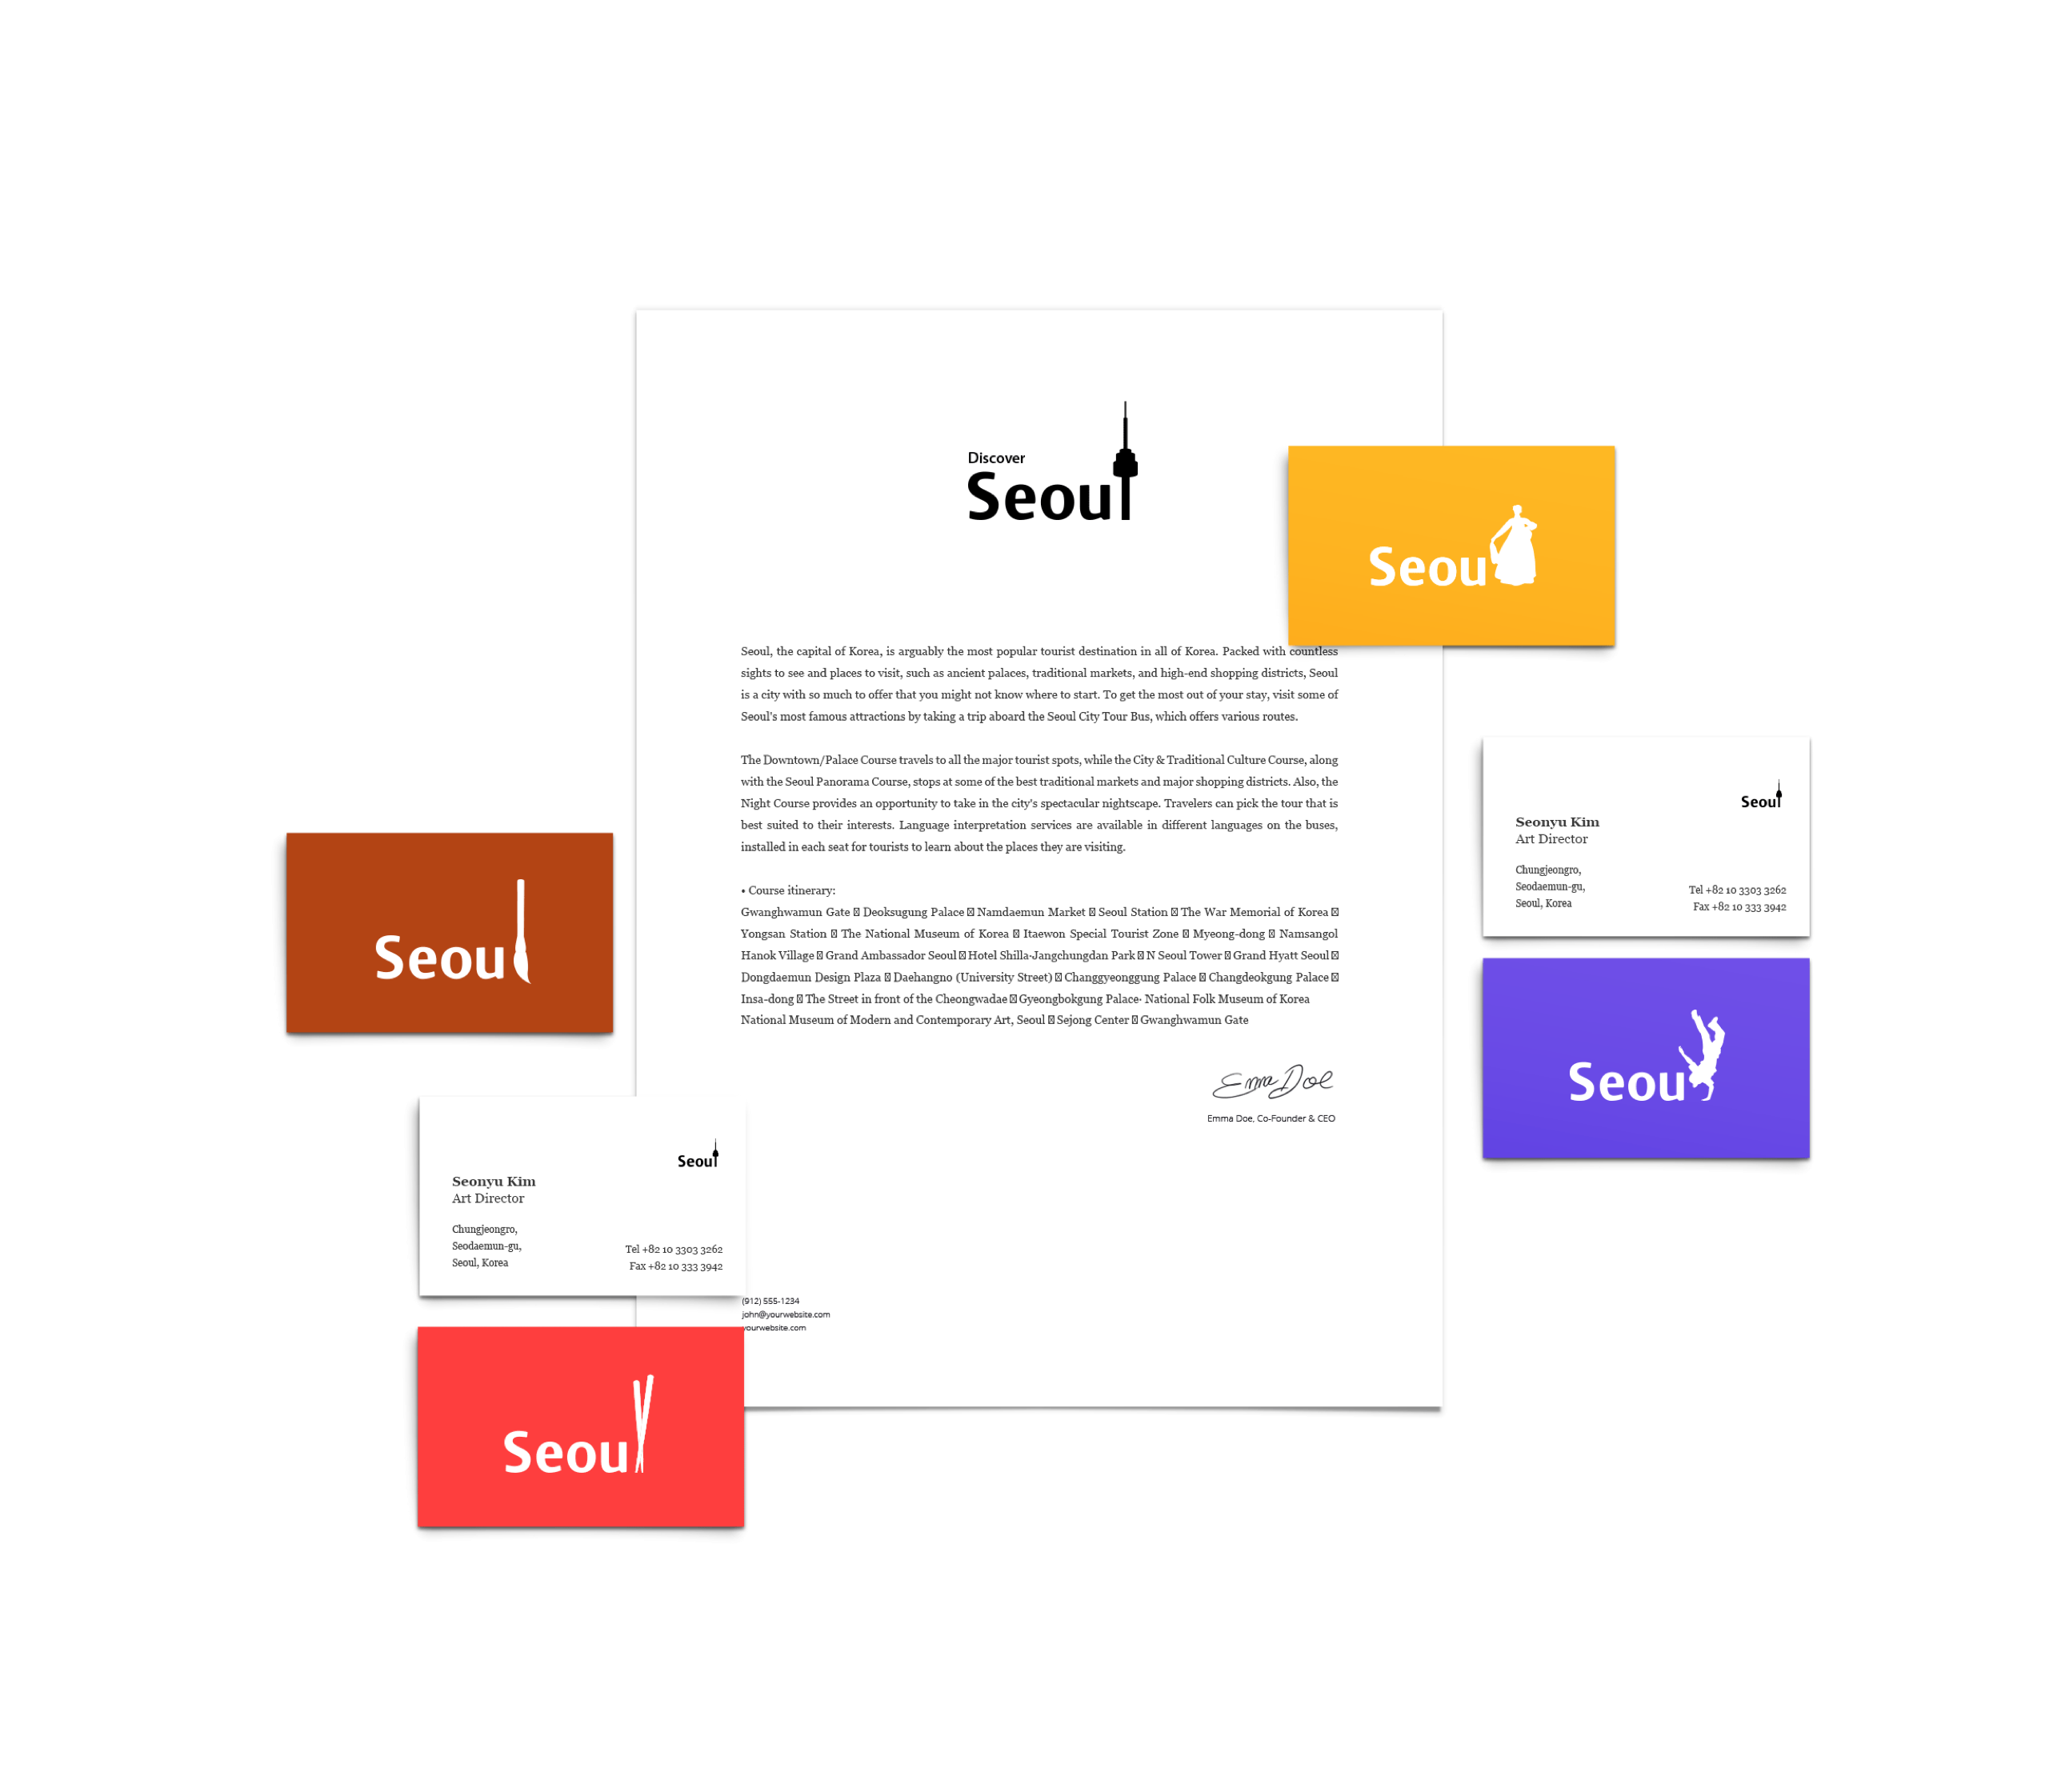 Discover
Seoul
Seoul, the capital of Korea, is arguably the most popular tourist destination in all of Korea. Packed with countless
sights to see and places to visit, such as ancient palaces, traditional markets, and high-end shopping districts, Seoul
is a city with so much to offer that you might not know where to start. To get the most out of your stay, visit some of
Seoul's most famous attractions by taking a trip aboard the Seoul City Tour Bus, which offers various routes.
The Downtown/Palace Course travels to all the major tourist spots, while the City & Traditional Culture Course, along
with the Seoul Panorama Course, stops at some of the best traditional markets and major shopping districts. Also, the
Night Course provides an opportunity to take in the city's spectacular nightscape. Travelers can pick the tour that is
best suited to their interests. Language interpretation services are available in different languages on the buses,
installed in each seat for tourists to learn about the places they are visiting.
• Course itinerary:
Gwanghwamun Gate ⍰ Deoksugung Palace ⍰ Namdaemun Market ⍰ Seoul Station ⍰ The War Memorial of Korea ⍰
Yongsan Station ⍰ The National Museum of Korea ⍰ Itaewon Special Tourist Zone ⍰ Myeong-dong ⍰ Namsangol
Hanok Village ⍰ Grand Ambassador Seoul ⍰ Hotel Shilla·Jangchungdan Park ⍰ N Seoul Tower ⍰ Grand Hyatt Seoul ⍰
Dongdaemun Design Plaza ⍰ Daehangno (University Street) ⍰ Changgyeonggung Palace ⍰ Changdeokgung Palace ⍰
Insa-dong ⍰ The Street in front of the Cheongwadae ⍰ Gyeongbokgung Palace· National Folk Museum of Korea
National Museum of Modern and Contemporary Art, Seoul ⍰ Sejong Center ⍰ Gwanghwamun Gate
Emma Doe
Emma Doe, Co-Founder & CEO
(912) 555-1234
john@yourwebsite.com
yourwebsite.com
Seoul
Seoul
Seonyu Kim
Art Director
Chungjeongro,
Seodaemun-gu,
Seoul, Korea
Tel +82 10 3303 3262
Fax +82 10 333 3942
Seoul
Seoul
Seoul
Seonyu Kim
Art Director
Chungjeongro,
Seodaemun-gu,
Seoul, Korea
Tel +82 10 3303 3262
Fax +82 10 333 3942
Seoul